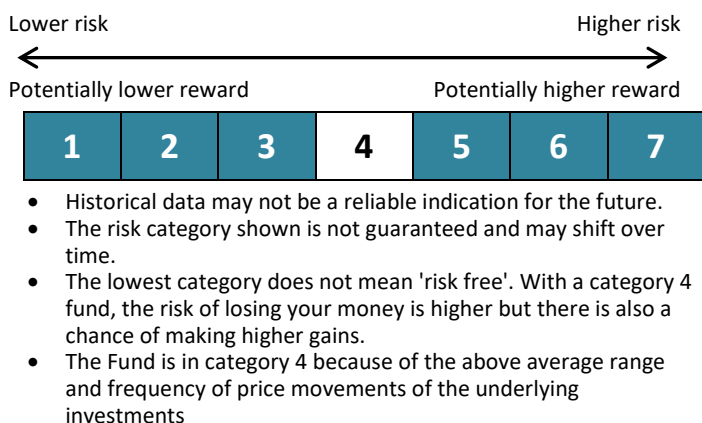 Lower risk Higher risk
Potentially lower reward Potentially higher reward
1 2 3 4 5 6 7
• Historical data may not be a reliable indication for the future.
• The risk category shown is not guaranteed and may shift over
time.
• The lowest category does not mean 'risk free'. With a category 4
fund, the risk of losing your money is higher but there is also a
chance of making higher gains.
• The Fund is in category 4 because of the above average range
and frequency of price movements of the underlying
investments